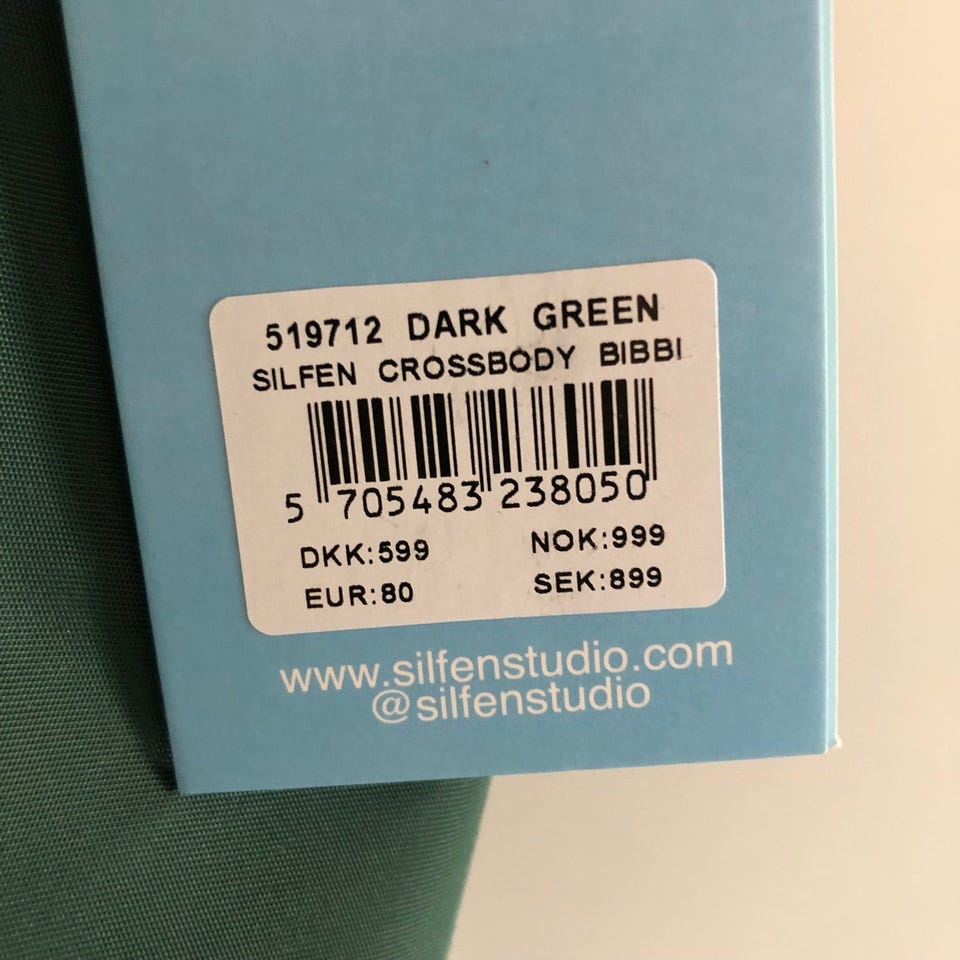 519712 DARK GREEN
SILFEN CROSSBODY BIBBI
5 705483 238050
DKK:599 NOK:999
EUR:80 SEK:899
www.silfenstudio.com
@silfenstudio